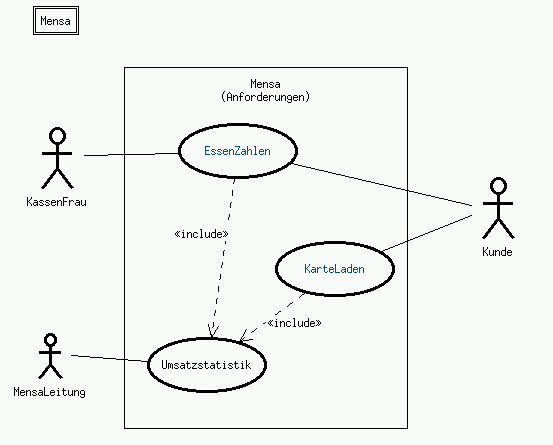 Mensa
Mensa
(Anforderungen)
EssenZahlen
KassenFrau
«include»
Kunde
KarteLaden
«include»
Umsatzstatistik
MensaLeitung